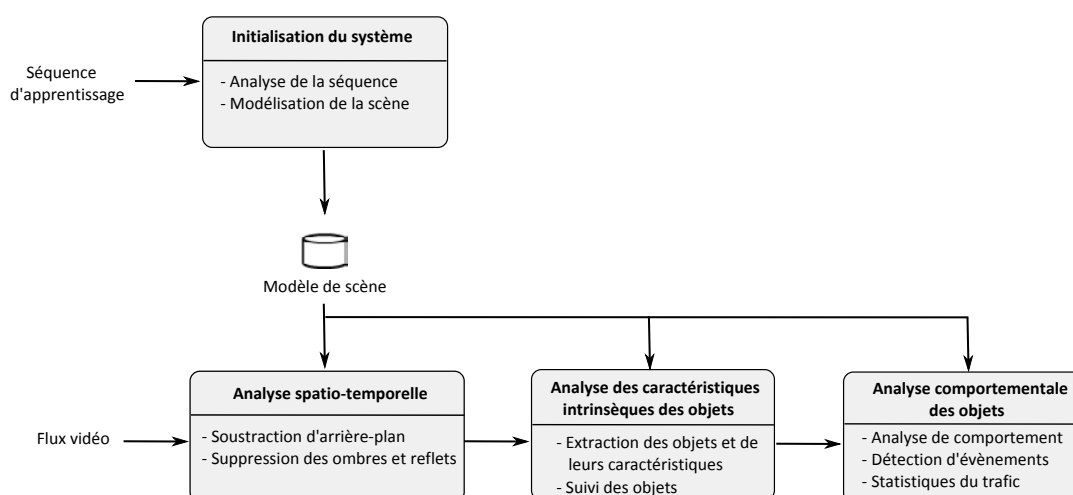 Initialisation du système
Séquence
d'apprentissage
- Analyse de la séquence
- Modélisation de la scène
Modèle de scène
Flux vidéo
Analyse spatio-temporelle
- Soustraction d'arrière-plan
- Suppression des ombres et reflets
Analyse des caractéristiques
intrinsèques des objets
- Extraction des objets et de
leurs caractéristiques
- Suivi des objets
Analyse comportementale
des objets
- Analyse de comportement
- Détection d'évènements
- Statistiques du trafic